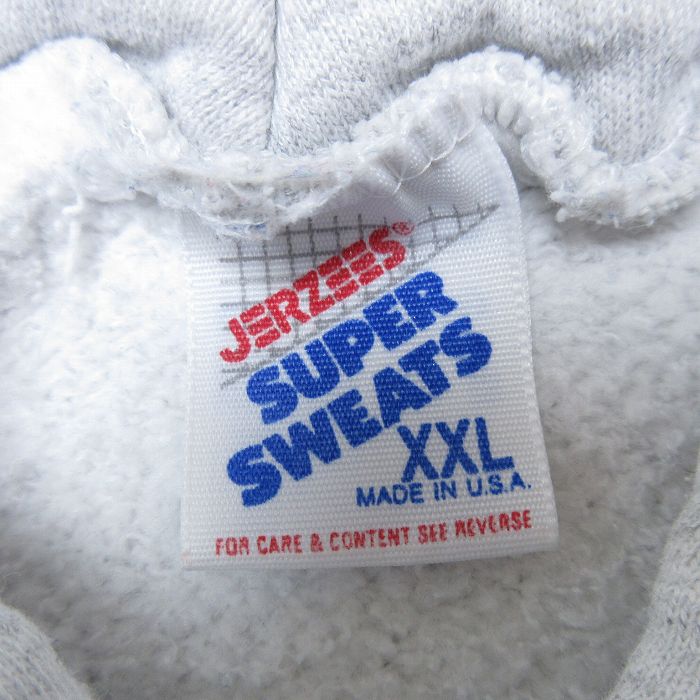 JERZEES®
SUPER
SWEATS
XXL
MADE IN U.S.A.
FOR CARE & CONTENT SEE REVERSE